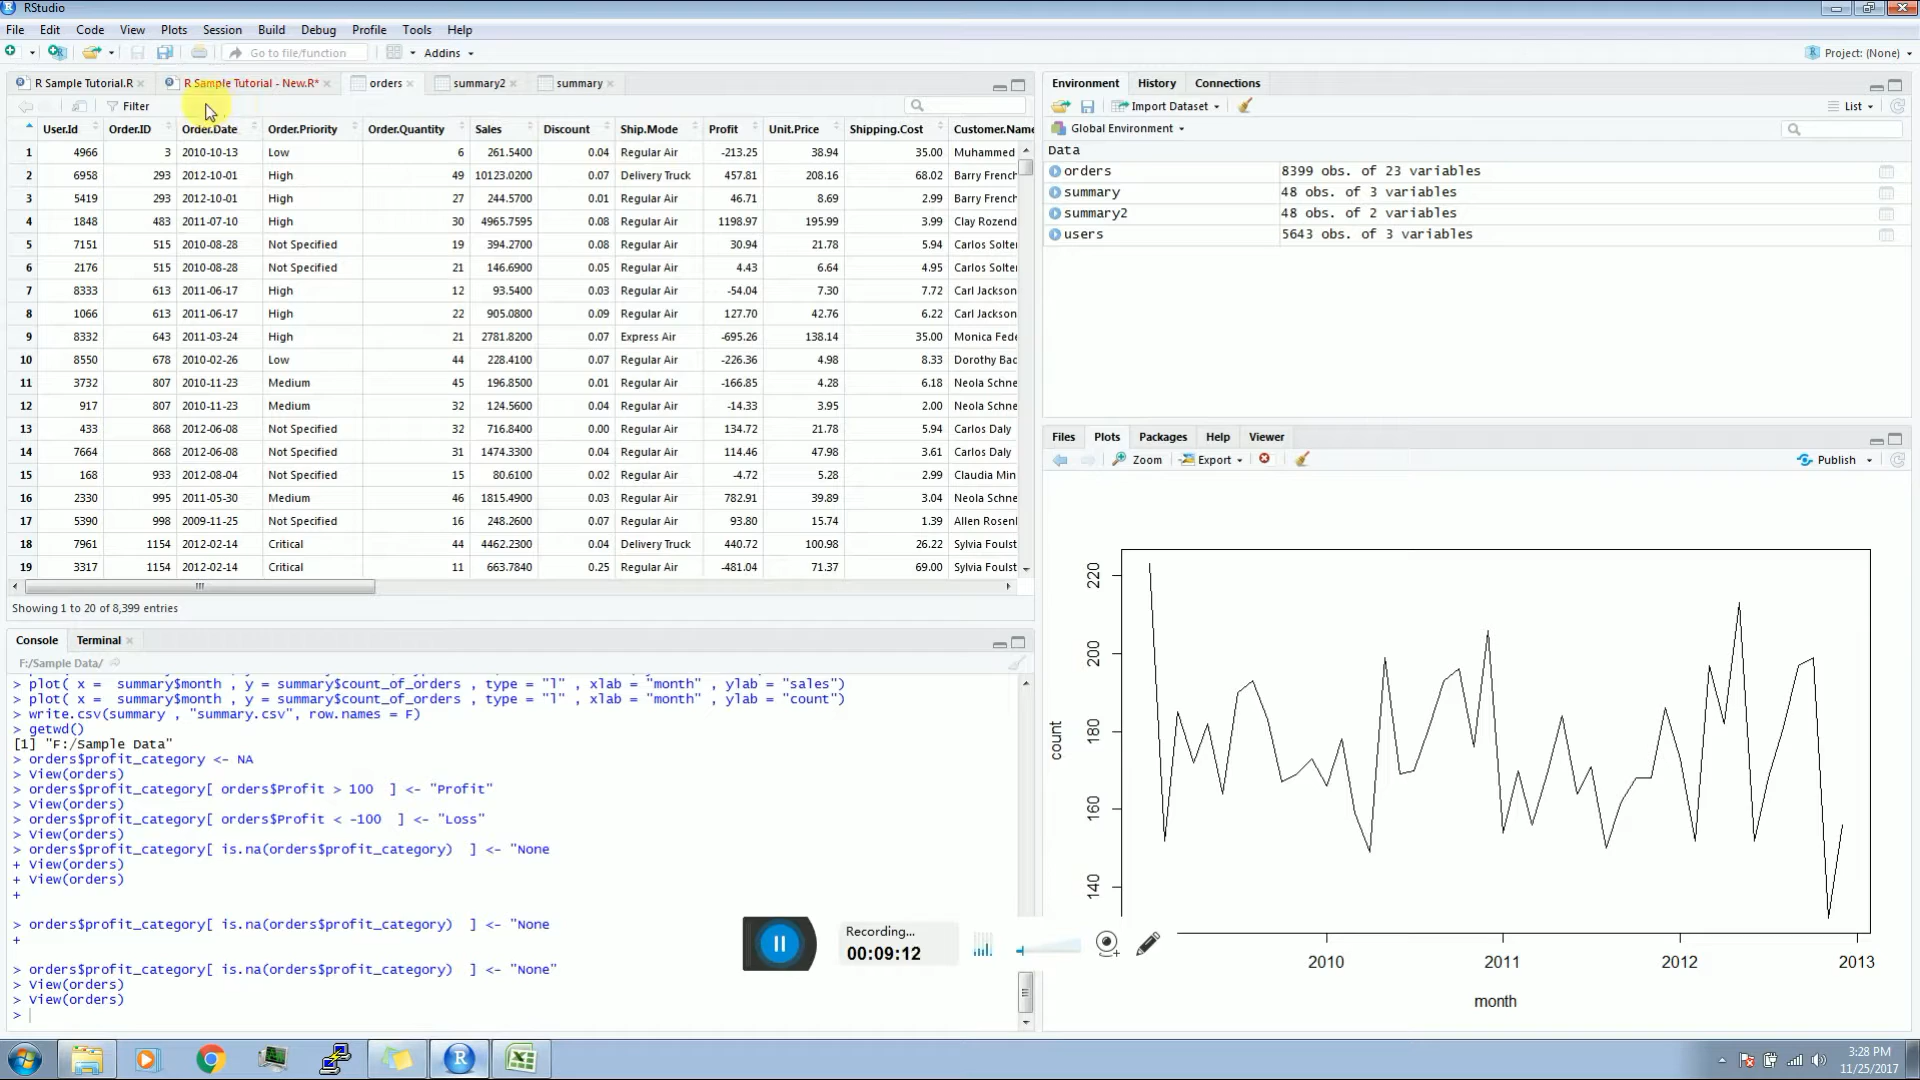 RStudio
File Edit Code View Plots Session Build Debug Profile Tools Help
Go to file/function Addins Project: (None)
R Sample Tutorial.R R Sample Tutorial - New.R* orders summary2 summary
Filter
User.Id Order.ID Order.Date Order.Priority Order.Quantity Sales Discount Ship.Mode Profit Unit.Price Shipping.Cost Customer.Name
1 4966 3 2010-10-13 Low 6 261.5400 0.04 Regular Air -213.25 38.94 35.00 Muhammed
2 6958 293 2012-10-01 High 49 10123.0200 0.07 Delivery Truck 457.81 208.16 68.02 Barry French
3 5419 293 2012-10-01 High 27 244.5700 0.01 Regular Air 46.71 8.69 2.99 Barry French
4 1848 483 2011-07-10 High 30 4965.7595 0.08 Regular Air 1198.97 195.99 3.99 Clay Rozend
5 7151 515 2010-08-28 Not Specified 19 394.2700 0.08 Regular Air 30.94 21.78 5.94 Carlos Solter
6 2176 515 2010-08-28 Not Specified 21 146.6900 0.05 Regular Air 4.43 6.64 4.95 Carlos Solter
7 8333 613 2011-06-17 High 12 93.5400 0.03 Regular Air -54.04 7.30 7.72 Carl Jackson
8 1066 613 2011-06-17 High 22 905.0800 0.09 Regular Air 127.70 42.76 6.22 Carl Jackson
9 8332 643 2011-03-24 High 21 2781.8200 0.07 Express Air -695.26 138.14 35.00 Monica Fede
10 8550 678 2010-02-26 Low 44 228.4100 0.07 Regular Air -226.36 4.98 8.33 Dorothy Bad
11 3732 807 2010-11-23 Medium 45 196.8500 0.01 Regular Air -166.85 4.28 6.18 Neola Schne
12 917 807 2010-11-23 Medium 32 124.5600 0.04 Regular Air -14.33 3.95 2.00 Neola Schne
13 433 868 2012-06-08 Not Specified 32 716.8400 0.00 Regular Air 134.72 21.78 5.94 Carlos Daly
14 7664 868 2012-06-08 Not Specified 31 1474.3300 0.04 Regular Air 114.46 47.98 3.61 Carlos Daly
15 168 933 2012-08-04 Not Specified 15 80.6100 0.02 Regular Air -4.72 5.28 2.99 Claudia Min
16 2330 995 2011-05-30 Medium 46 1815.4900 0.03 Regular Air 782.91 39.89 3.04 Neola Schne
17 5390 998 2009-11-25 Not Specified 16 248.2600 0.07 Regular Air 93.80 15.74 1.39 Allen Rosenl
18 7961 1154 2012-02-14 Critical 44 4462.2300 0.04 Delivery Truck 440.72 100.98 26.22 Sylvia Foulst
19 3317 1154 2012-02-14 Critical 11 663.7840 0.25 Regular Air -481.04 71.37 69.00 Sylvia Foulst
Showing 1 to 20 of 8,399 entries
Console Terminal
F:/Sample Data/
> plot( x =  summary$month , y = summary$count_of_orders , type = "l" , xlab = "month" , ylab = "sales")
> plot( x =  summary$month , y = summary$count_of_orders , type = "l" , xlab = "month" , ylab = "count")
> write.csv(summary , "summary.csv", row.names = F)
> getwd()
[1] "F:/Sample Data"
> orders$profit_category <- NA
> View(orders)
> orders$profit_category[ orders$Profit > 100  ] <- "Profit"
> View(orders)
> orders$profit_category[ orders$Profit < -100  ] <- "Loss"
> View(orders)
> orders$profit_category[ is.na(orders$profit_category)  ] <- "None
+ View(orders)
+ View(orders)
+
> orders$profit_category[ is.na(orders$profit_category)  ] <- "None
+
> orders$profit_category[ is.na(orders$profit_category)  ] <- "None"
> View(orders)
> View(orders)
>
Environment History Connections
Import Dataset List
Global Environment
Data
orders 8399 obs. of 23 variables
summary 48 obs. of 3 variables
summary2 48 obs. of 2 variables
users 5643 obs. of 3 variables
Files Plots Packages Help Viewer
Zoom Export Publish
220
200
180
160
140
count
2010 2011 2012 2013
month
Recording...
00:09:12
3:28 PM
11/25/2017